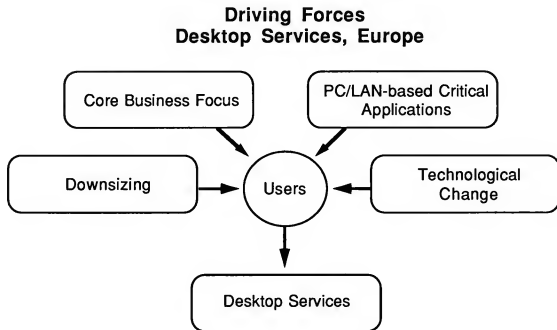 Driving Forces
Desktop Services, Europe
Core Business Focus
PC/LAN-based Critical
Applications
Downsizing
Users
Technological
Change
Desktop Services